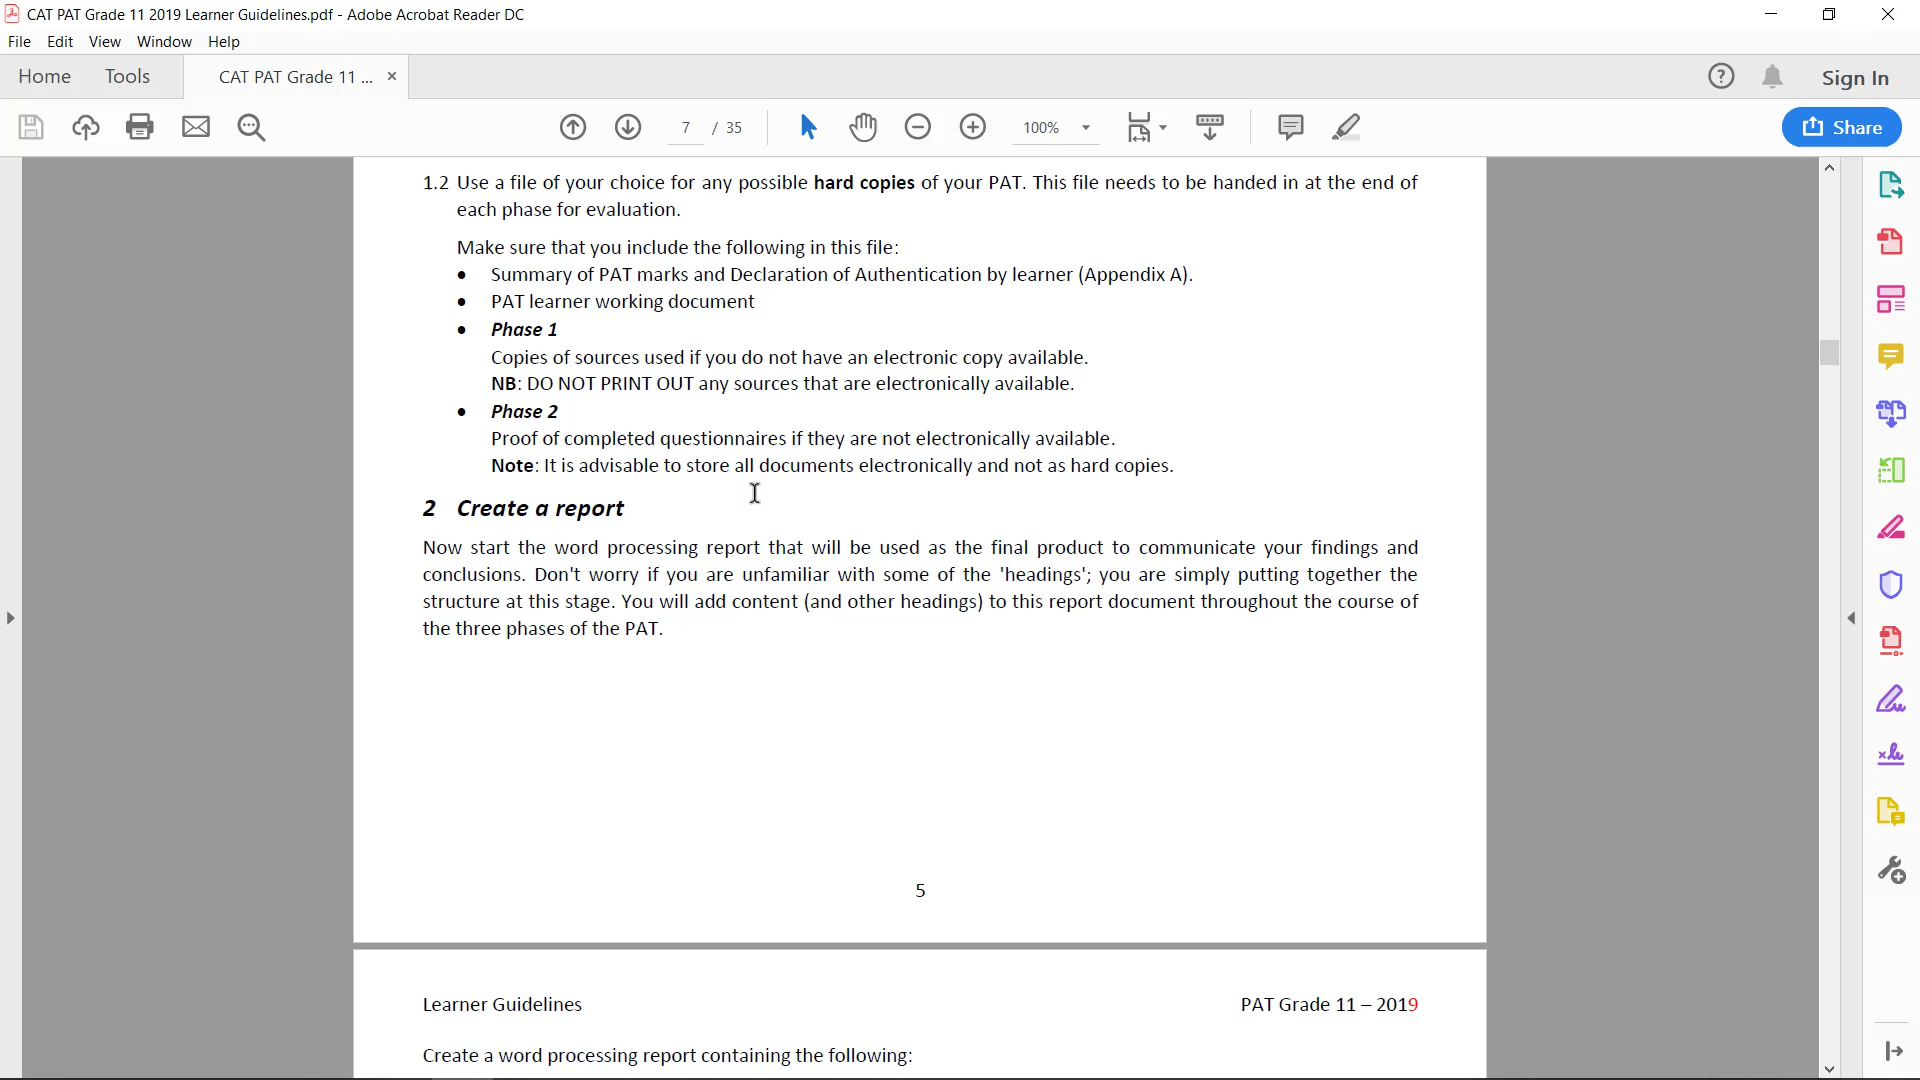 CAT PAT Grade 11 2019 Learner Guidelines.pdf - Adobe Acrobat Reader DC
File Edit View Window Help
Home Tools CAT PAT Grade 11 ... Sign In
7 / 35 100% Share
1.2 Use a file of your choice for any possible hard copies of your PAT. This file needs to be handed in at the end of
each phase for evaluation.
Make sure that you include the following in this file:
• Summary of PAT marks and Declaration of Authentication by learner (Appendix A).
• PAT learner working document
• Phase 1
Copies of sources used if you do not have an electronic copy available.
NB: DO NOT PRINT OUT any sources that are electronically available.
• Phase 2
Proof of completed questionnaires if they are not electronically available.
Note: It is advisable to store all documents electronically and not as hard copies.
2 Create a report
Now start the word processing report that will be used as the final product to communicate your findings and
conclusions. Don't worry if you are unfamiliar with some of the 'headings'; you are simply putting together the
structure at this stage. You will add content (and other headings) to this report document throughout the course of
the three phases of the PAT.
5
Learner Guidelines PAT Grade 11 – 2019
Create a word processing report containing the following: